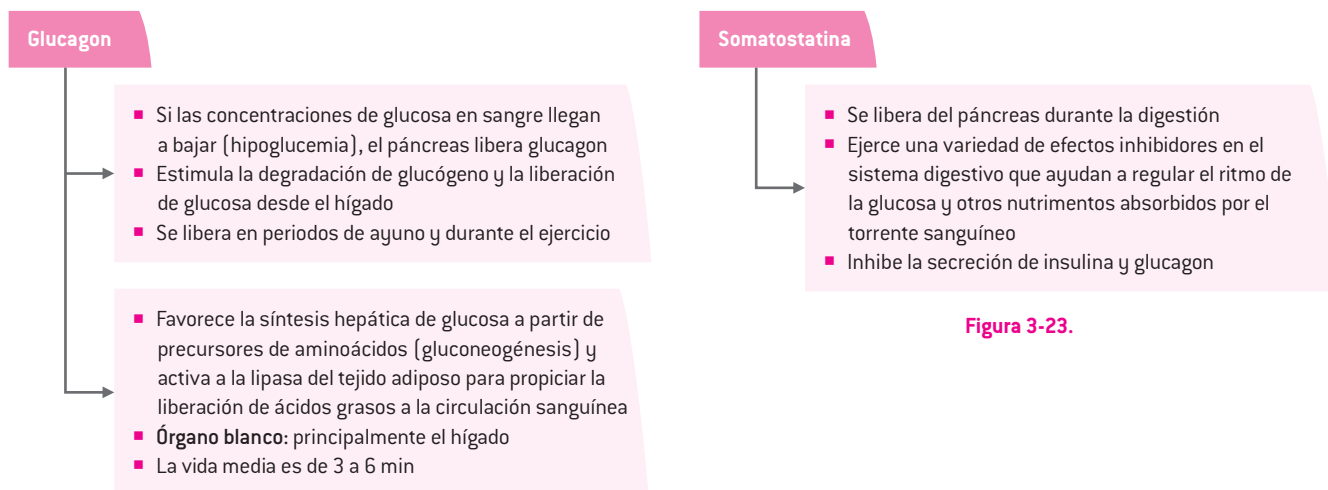 Glucagon
■ Si las concentraciones de glucosa en sangre llegan
a bajar (hipoglucemia), el páncreas libera glucagon
■ Estimula la degradación de glucógeno y la liberación
de glucosa desde el hígado
■ Se libera en periodos de ayuno y durante el ejercicio
■ Favorece la síntesis hepática de glucosa a partir de
precursores de aminoácidos (gluconeogénesis) y
activa a la lipasa del tejido adiposo para propiciar la
liberación de ácidos grasos a la circulación sanguínea
■ Órgano blanco: principalmente el hígado
■ La vida media es de 3 a 6 min
Somatostatina
■ Se libera del páncreas durante la digestión
■ Ejerce una variedad de efectos inhibidores en el
sistema digestivo que ayudan a regular el ritmo de
la glucosa y otros nutrimentos absorbidos por el
torrente sanguíneo
■ Inhibe la secreción de insulina y glucagon
Figura 3-23.